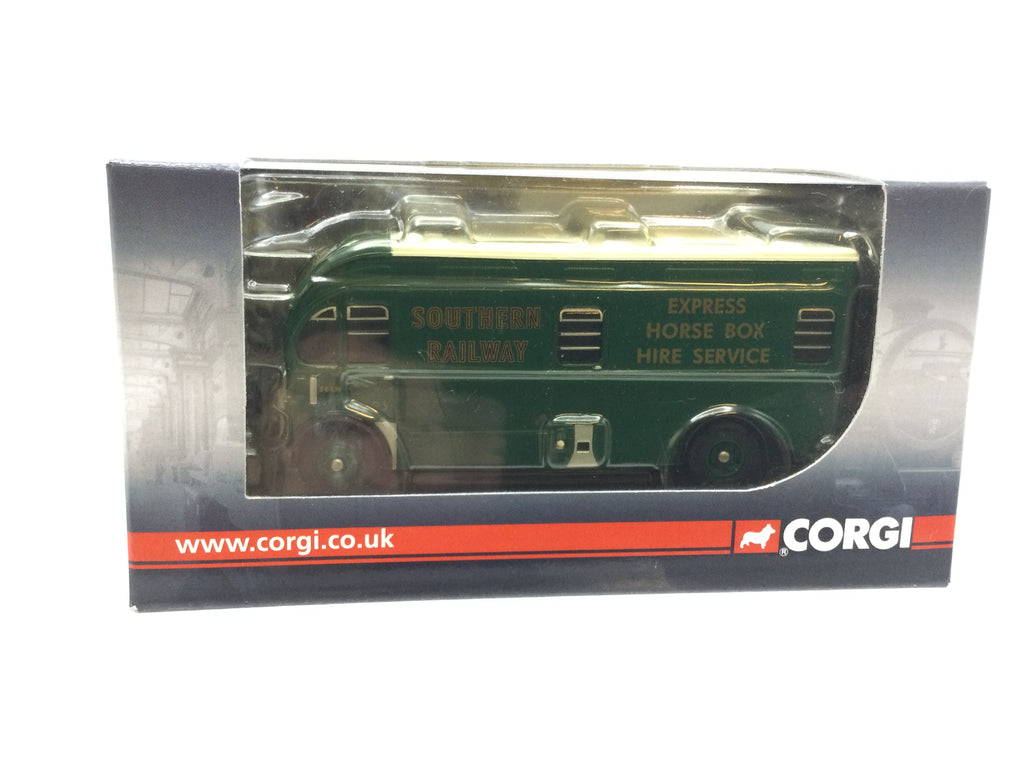 SOUTHERN
RAILWAY
EXPRESS
HORSE BOX
HIRE SERVICE
www.corgi.co.uk
® CORGI